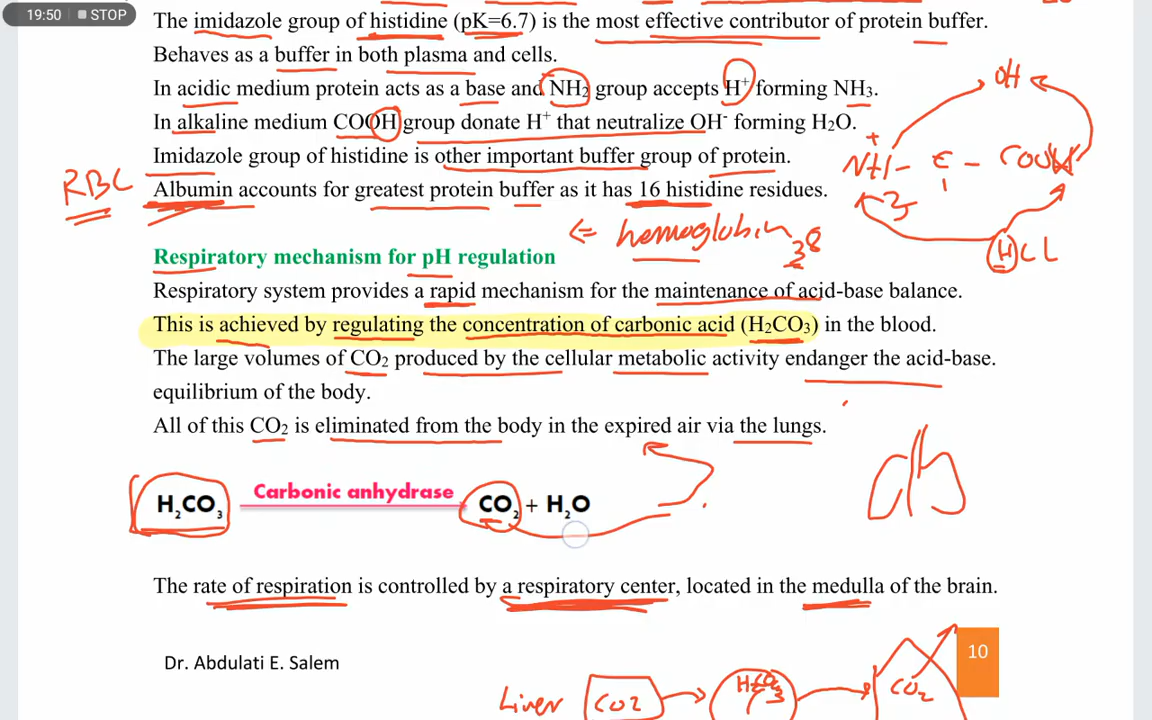 19:50 STOP
The imidazole group of histidine (pK=6.7) is the most effective contributor of protein buffer.
Behaves as a buffer in both plasma and cells.
In acidic medium protein acts as a base and NH₂ group accepts H⁺ forming NH₃.
In alkaline medium COOH group donate H⁺ that neutralize OH⁻ forming H₂O.
Imidazole group of histidine is other important buffer group of protein.
Albumin accounts for greatest protein buffer as it has 16 histidine residues.
RBC
OH
+
NH - C - COO
3
HCL
⇐ hemoglobin 38
Respiratory mechanism for pH regulation
Respiratory system provides a rapid mechanism for the maintenance of acid-base balance.
This is achieved by regulating the concentration of carbonic acid (H₂CO₃) in the blood.
The large volumes of CO₂ produced by the cellular metabolic activity endanger the acid-base.
equilibrium of the body.
All of this CO₂ is eliminated from the body in the expired air via the lungs.
H₂CO₃ Carbonic anhydrase CO₂ + H₂O
The rate of respiration is controlled by a respiratory center, located in the medulla of the brain.
Dr. Abdulati E. Salem
10
Liver CO2 H₂CO₃ CO₂